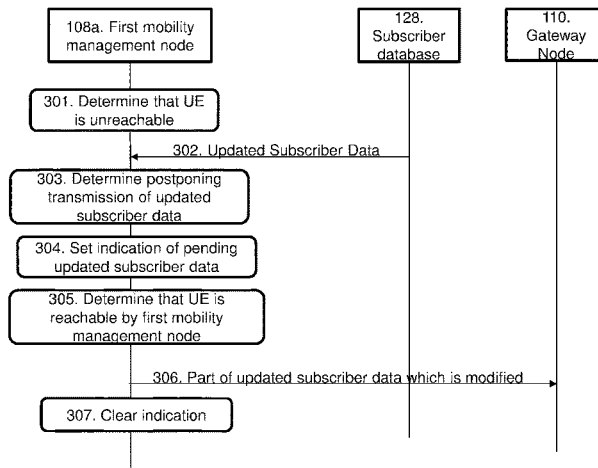 108a. First mobility
management node
128.
Subscriber
database
110.
Gateway
Node
301. Determine that UE
is unreachable
302. Updated Subscriber Data
303. Determine postponing
transmission of updated
subscriber data
304. Set indication of pending
updated subscriber data
305. Determine that UE is
reachable by first mobility
management node
306. Part of updated subscriber data which is modified
307. Clear indication